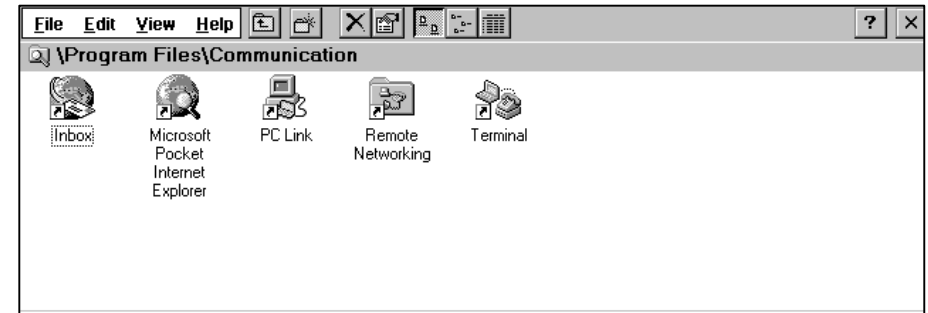 File Edit View Help ?
\Program Files\Communication
Inbox
Microsoft
Pocket
Internet
Explorer
PC Link
Remote
Networking
Terminal